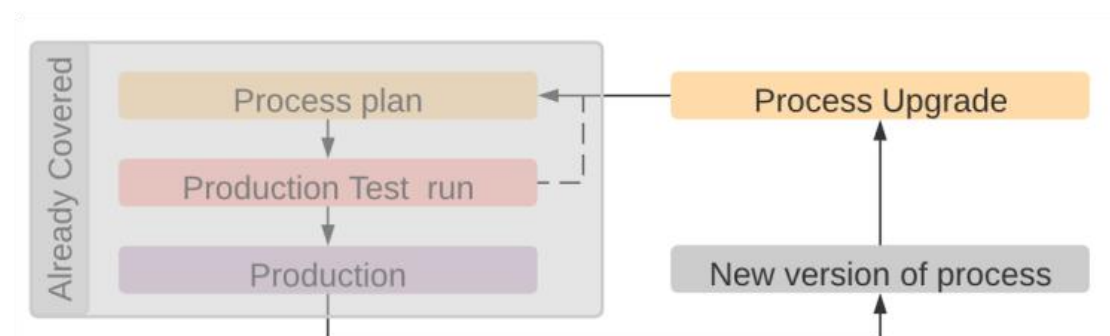 Already Covered
Process plan
Production Test run
Production
Process Upgrade
New version of process